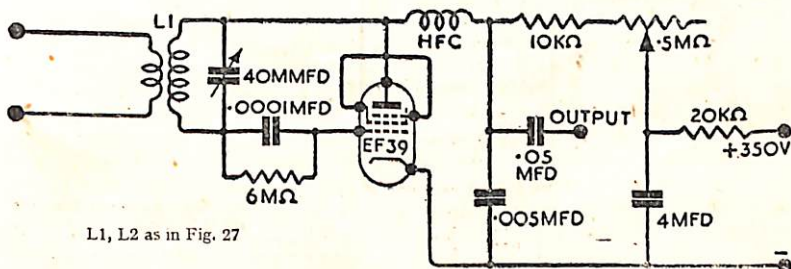 L1
HFC
10KΩ
.5MΩ
40MMFD
.0001MFD
EF39
OUTPUT
20KΩ
+350V
.05
MFD
6MΩ
.005MFD
4MFD
L1, L2 as in Fig. 27
-